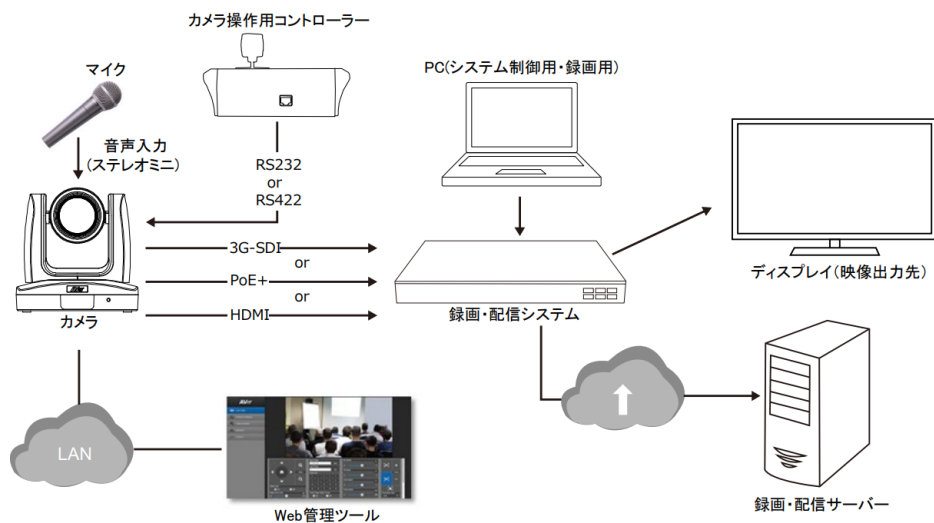 カメラ操作用コントローラー
マイク
PC(システム制御用・録画用)
音声入力
(ステレオミニ)
RS232
or
RS422
3G-SDI
or
PoE+
or
HDMI
カメラ
録画・配信システム
ディスプレイ(映像出力先)
LAN
Web管理ツール
録画・配信サーバー